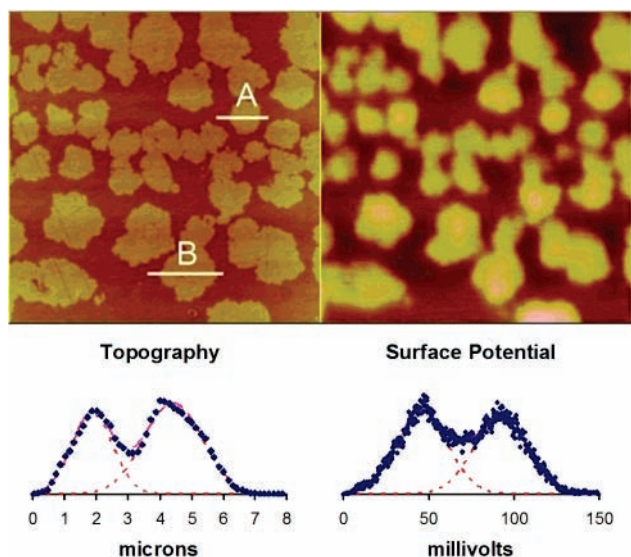 A
B
Topography
Surface Potential
0 1 2 3 4 5 6 7 8
0 50 100 150
microns
millivolts